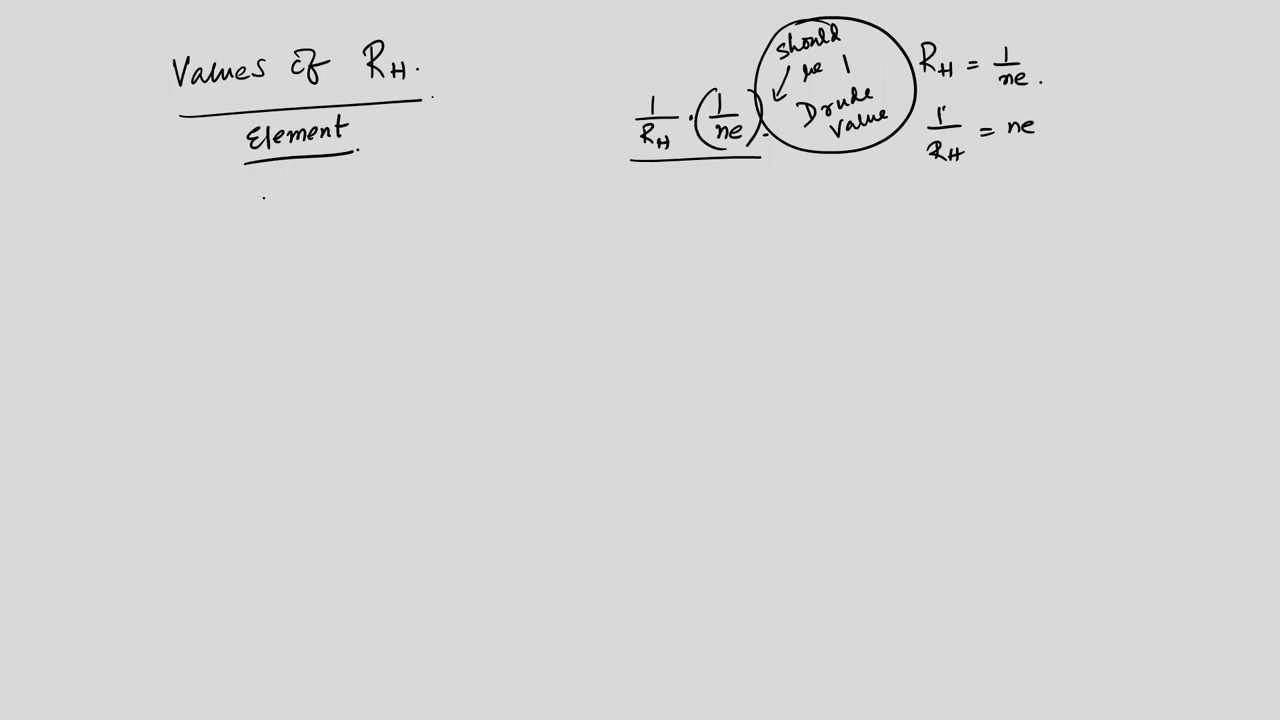 Values of R_H.
Element.
1/R_H · (1/ne).
should
be 1
Drude
Value
R_H = 1/ne.
1/R_H = ne